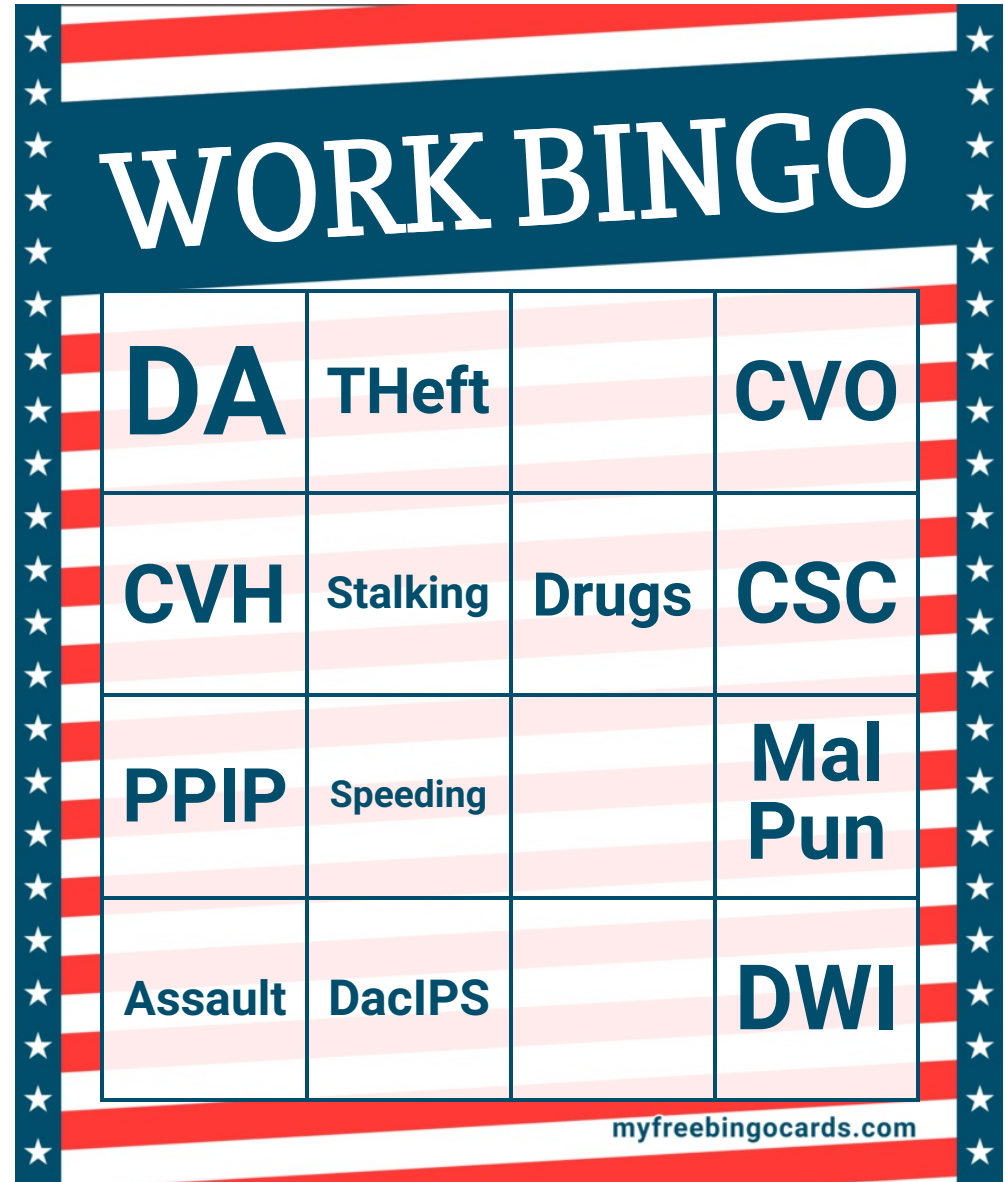 WORK BINGO
DA
THeft
CVO
CVH
Stalking
Drugs
CSC
PPIP
Speeding
Mal
Pun
Assault
DacIPS
DWI
myfreebingocards.com